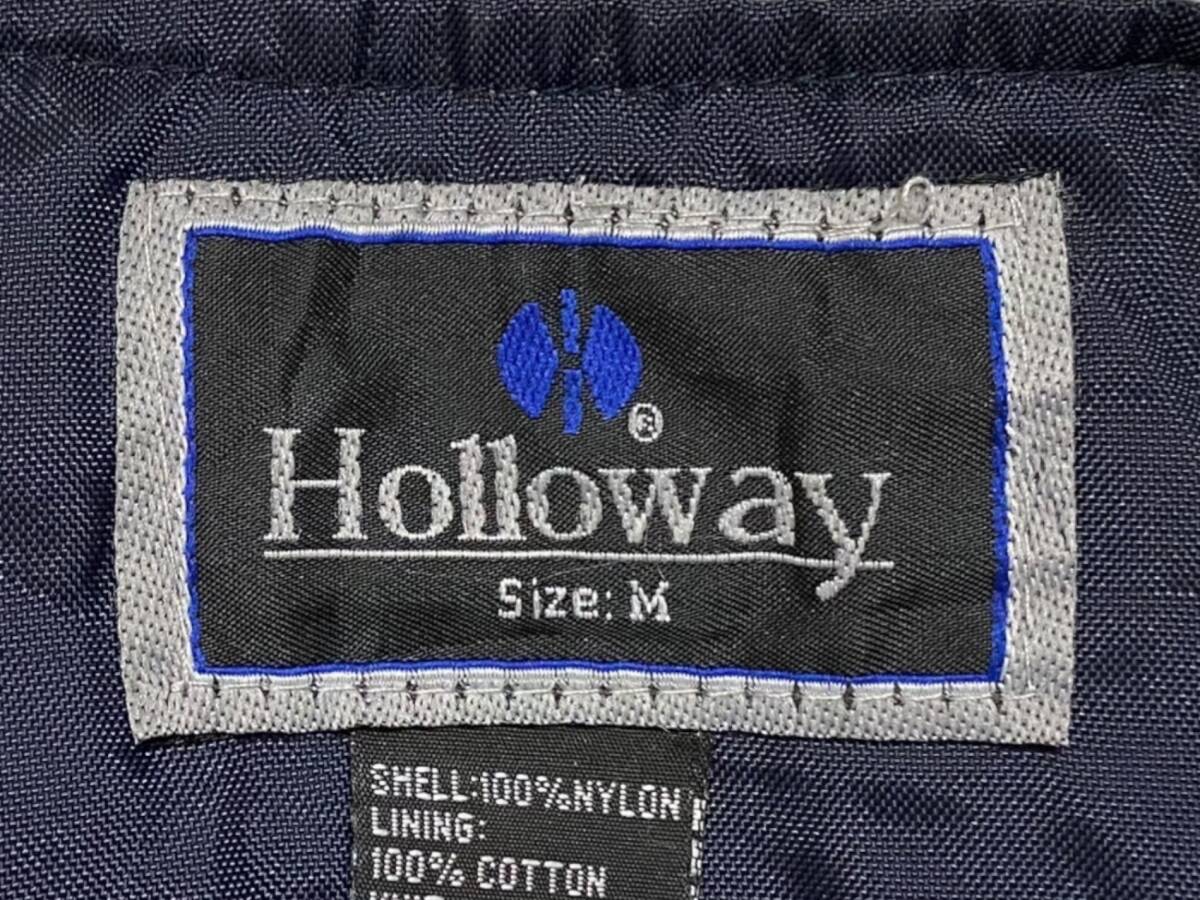 ®
Holloway
Size: M
SHELL:100%NYLON
LINING:
100% COTTON